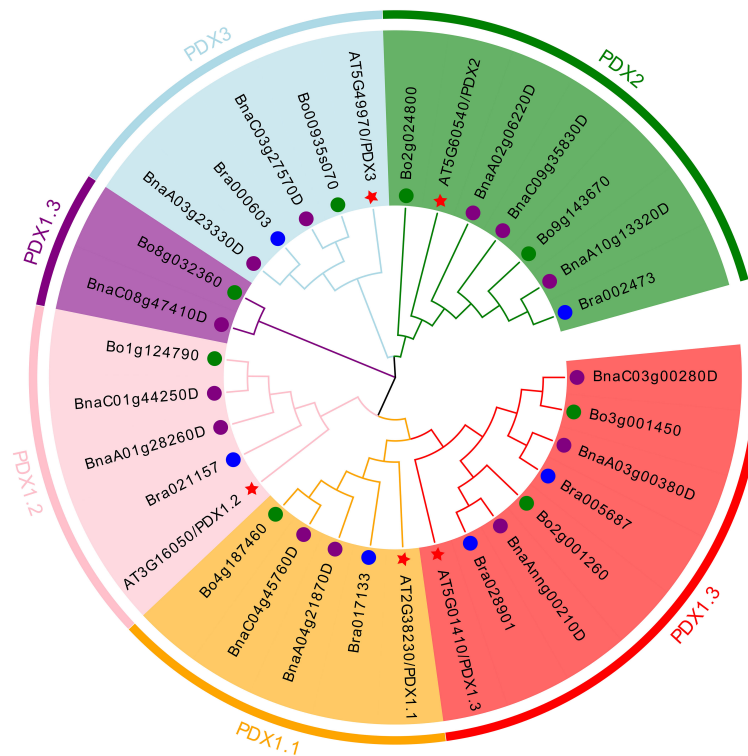 PDX3
PDX2
PDX1.3
PDX1.2
PDX1.1
PDX1.3
Bo2g024800
AT5G60540/PDX2
BnaA02g06220D
BnaC09g35830D
Bo9g143670
BnaA10g13320D
Bra002473
BnaC03g00280D
Bo3g001450
BnaA03g00380D
Bra005687
Bo2g001260
BnaAnng00210D
Bra028901
AT5G01410/PDX1.3
AT2G38230/PDX1.1
Bra017133
BnaA04g21870D
BnaC04g45760D
Bo4g187460
AT3G16050/PDX1.2
Bra021157
BnaA01g28260D
BnaC01g44250D
Bo1g124790
BnaC08g47410D
Bo8g032360
BnaA03g23330D
Bra000603
BnaC03g27570D
Bo00935s070
AT5G49970/PDX3